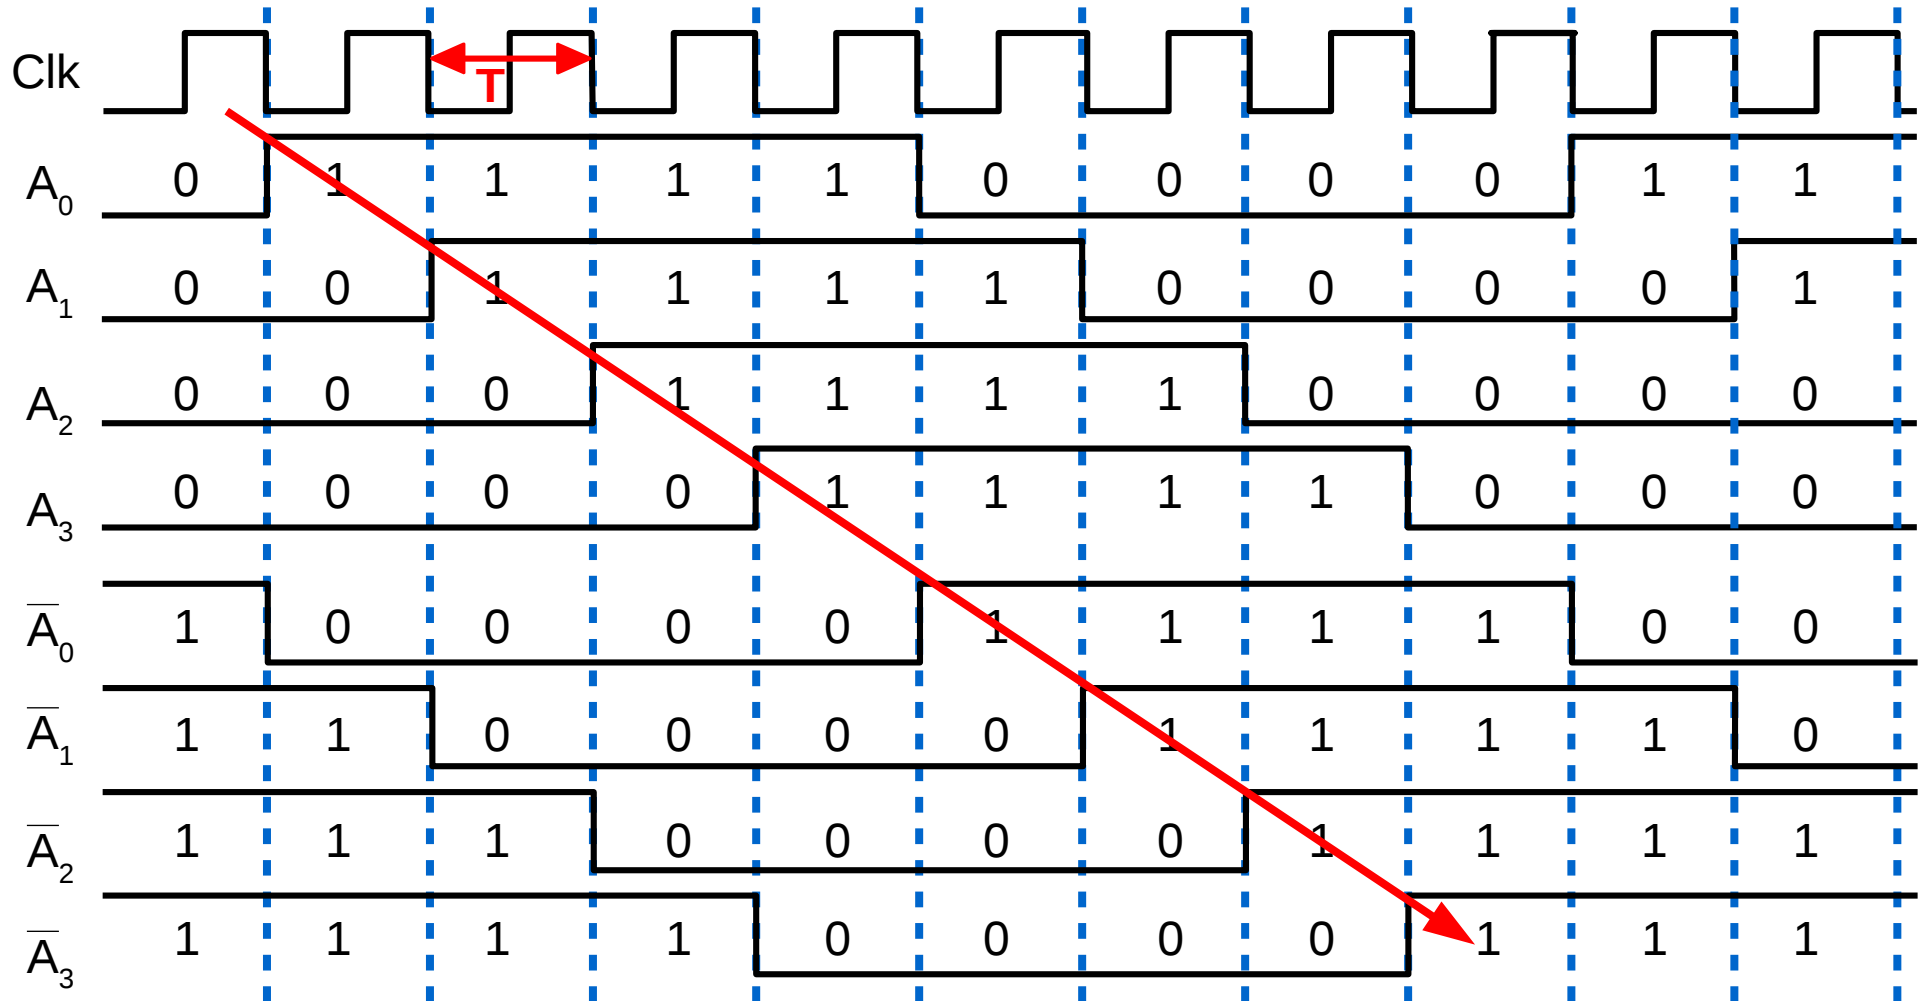 Clk T
A0 0 1 1 1 1 0 0 0 0 1 1
A1 0 0 1 1 1 1 0 0 0 0 1
A2 0 0 0 1 1 1 1 0 0 0 0
A3 0 0 0 0 1 1 1 1 0 0 0
A̅0 1 0 0 0 0 1 1 1 1 0 0
A̅1 1 1 0 0 0 0 1 1 1 1 0
A̅2 1 1 1 0 0 0 0 1 1 1 1
A̅3 1 1 1 1 0 0 0 0 1 1 1